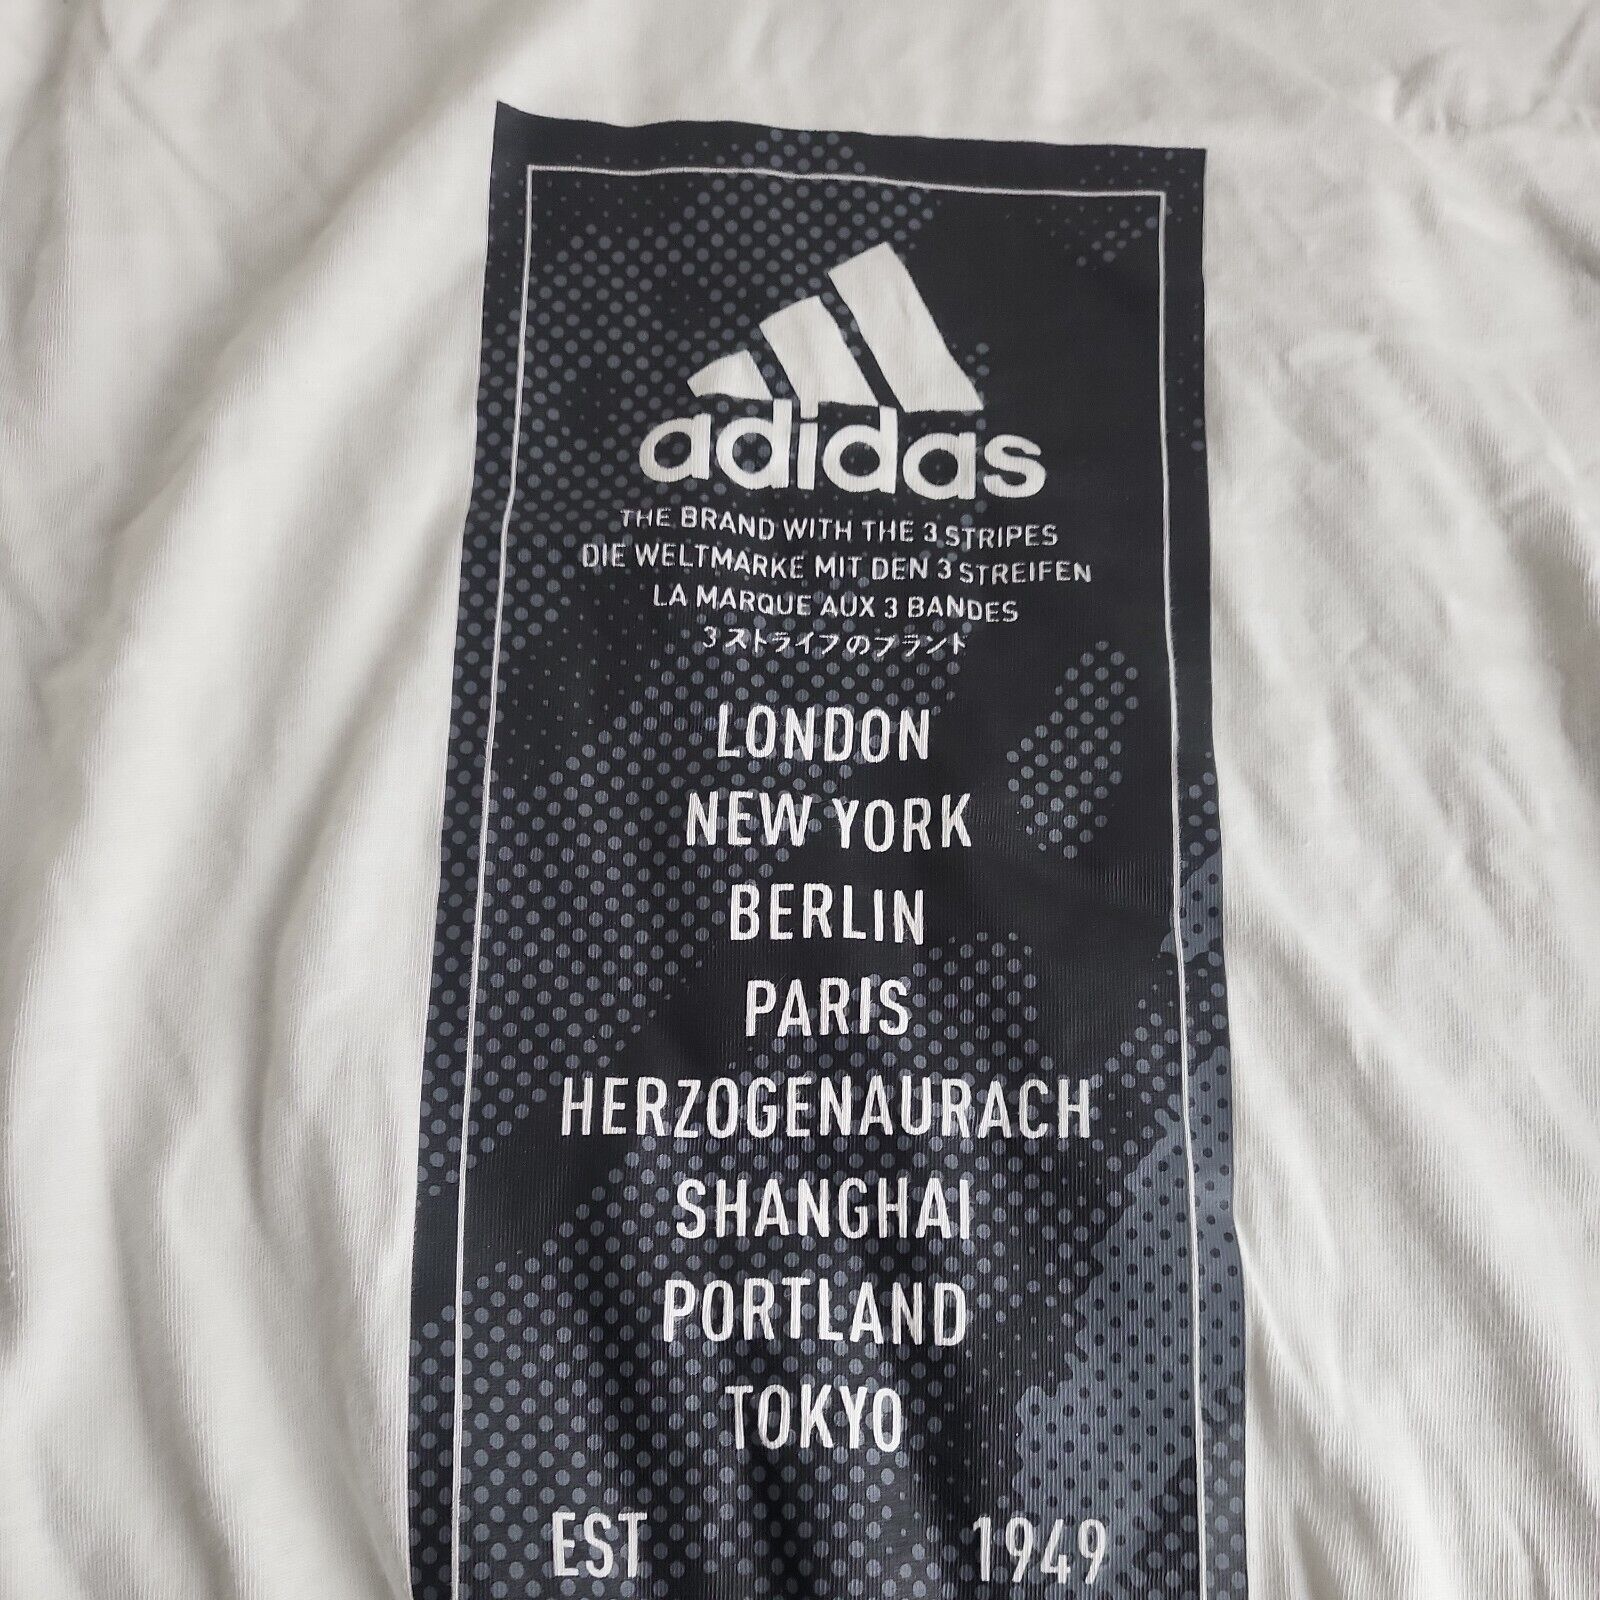 adidas
THE BRAND WITH THE 3 STRIPES
DIE WELTMARKE MIT DEN 3 STREIFEN
LA MARQUE AUX 3 BANDES
3 ストライプのブランド
LONDON
NEW YORK
BERLIN
PARIS
HERZOGENAURACH
SHANGHAI
PORTLAND
TOKYO
EST 1949